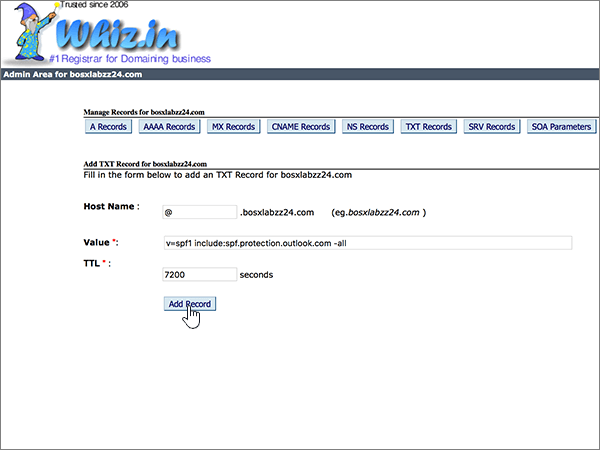 Trusted since 2006
Whiz.in
#1 Registrar for Domaining business
Admin Area for bosxlabzz24.com
Manage Records for bosxlabzz24.com
A Records AAAA Records MX Records CNAME Records NS Records TXT Records SRV Records SOA Parameters
Add TXT Record for bosxlabzz24.com
Fill in the form below to add an TXT Record for bosxlabzz24.com
Host Name : @ .bosxlabzz24.com (eg.bosxlabzz24.com )
Value *: v=spf1 include:spf.protection.outlook.com -all
TTL * :
7200 seconds
Add Record